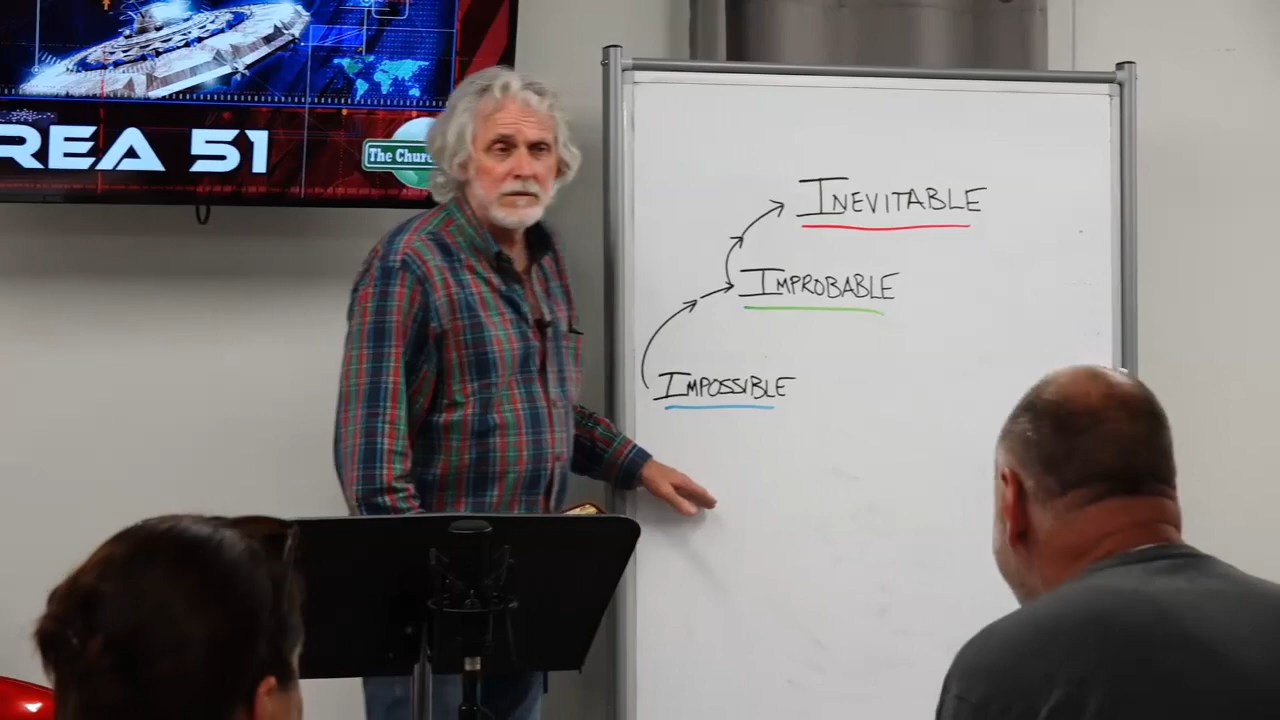 REA 51
The Churc
INEVITABLE
IMPROBABLE
IMPOSSIBLE